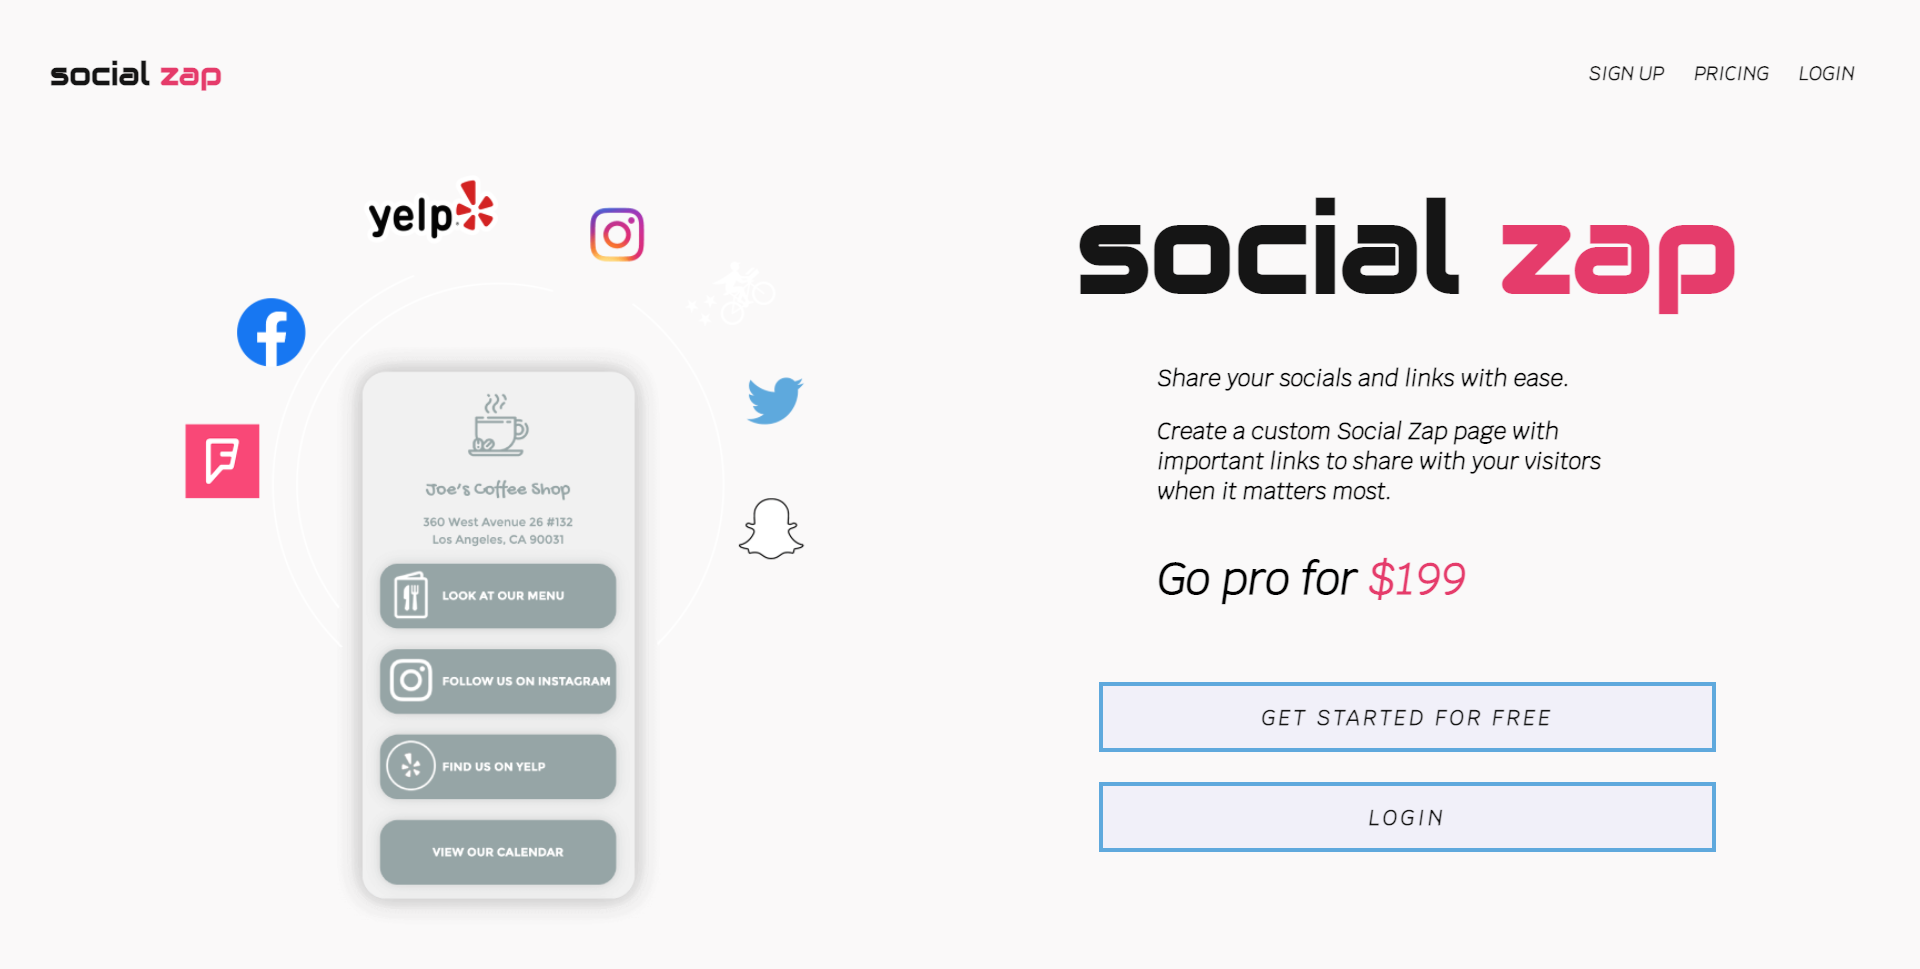 social zap
SIGN UP PRICING LOGIN
yelp
Joe's Coffee Shop
360 West Avenue 26 #132
Los Angeles, CA 90031
LOOK AT OUR MENU
FOLLOW US ON INSTAGRAM
FIND US ON YELP
VIEW OUR CALENDAR
social zap
Share your socials and links with ease.
Create a custom Social Zap page with
important links to share with your visitors
when it matters most.
Go pro for $199
GET STARTED FOR FREE
LOGIN